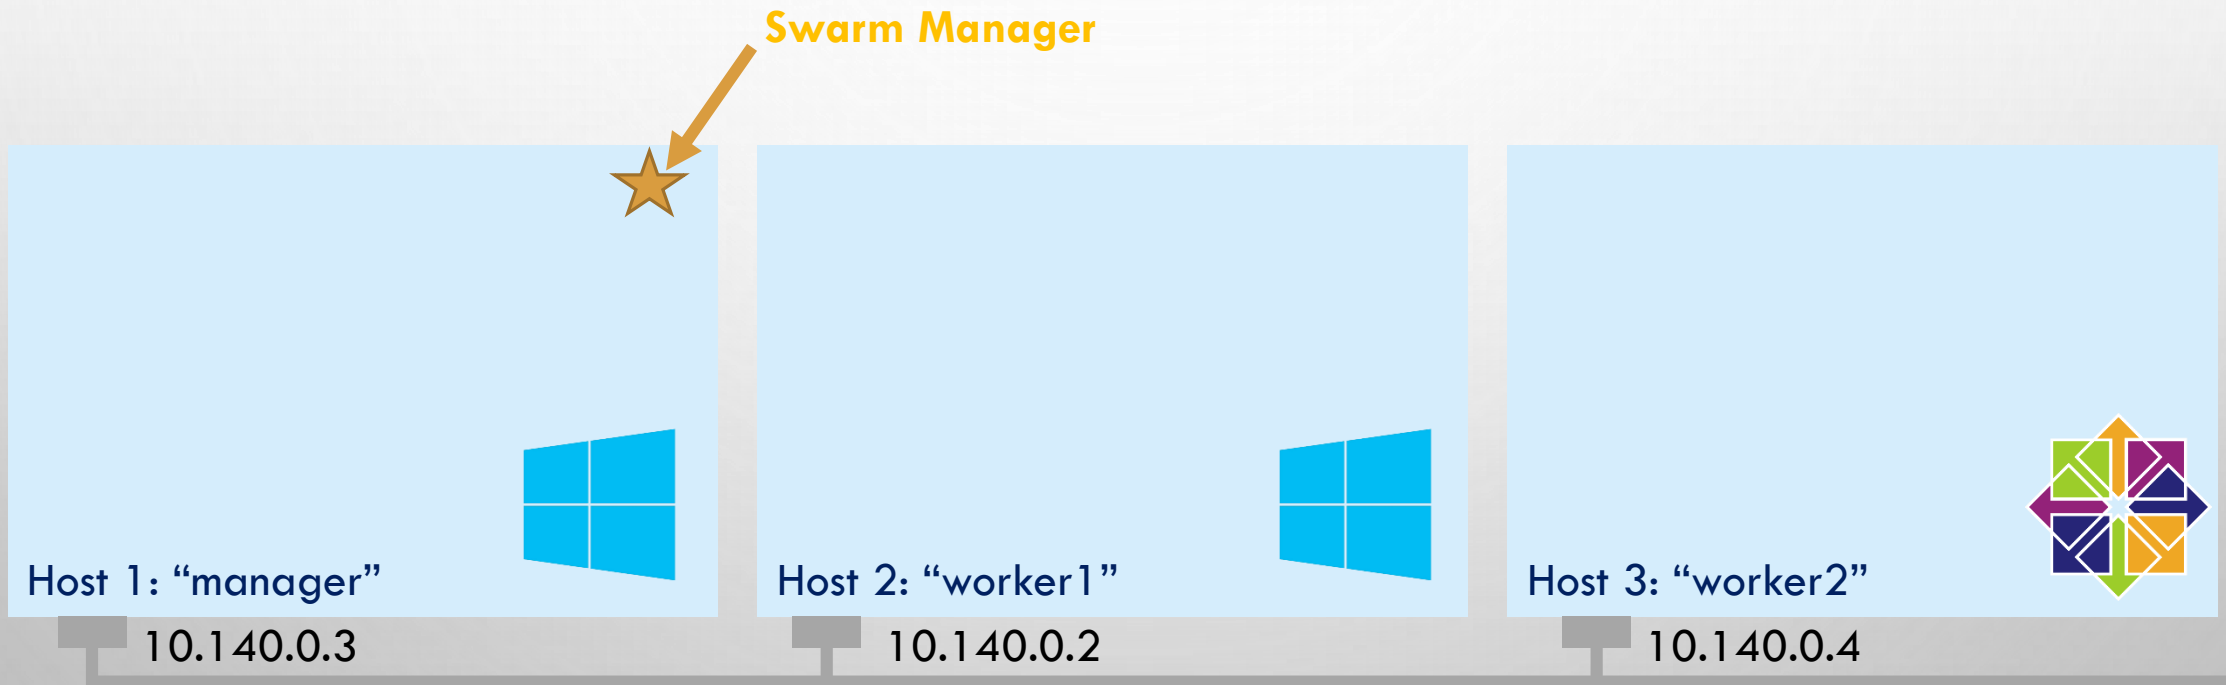 Swarm Manager
Host 1: “manager”
Host 2: “worker1”
Host 3: “worker2”
10.140.0.3
10.140.0.2
10.140.0.4